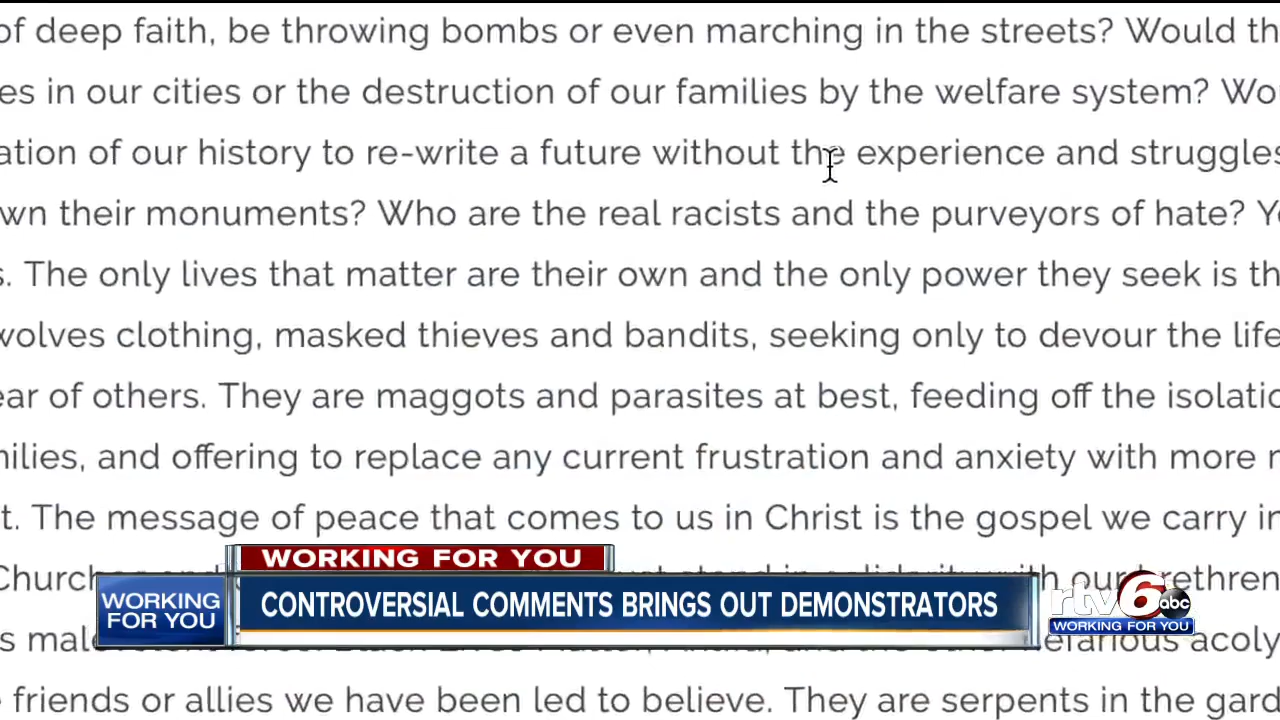 of deep faith, be throwing bombs or even marching in the streets? Would th
es in our cities or the destruction of our families by the welfare system? Wo
ation of our history to re-write a future without the experience and struggles
wn their monuments? Who are the real racists and the purveyors of hate? Y
s. The only lives that matter are their own and the only power they seek is th
wolves clothing, masked thieves and bandits, seeking only to devour the life
ear of others. They are maggots and parasites at best, feeding off the isolatio
nilies, and offering to replace any current frustration and anxiety with more
t. The message of peace that comes to us in Christ is the gospel we carry in
WORKING FOR YOU
Church our brethren
WORKING
FOR YOU
CONTROVERSIAL COMMENTS BRINGS OUT DEMONSTRATORS
rtv6 abc
WORKING FOR YOU
s nefarious acoly
friends or allies we have been led to believe. They are serpents in the gard